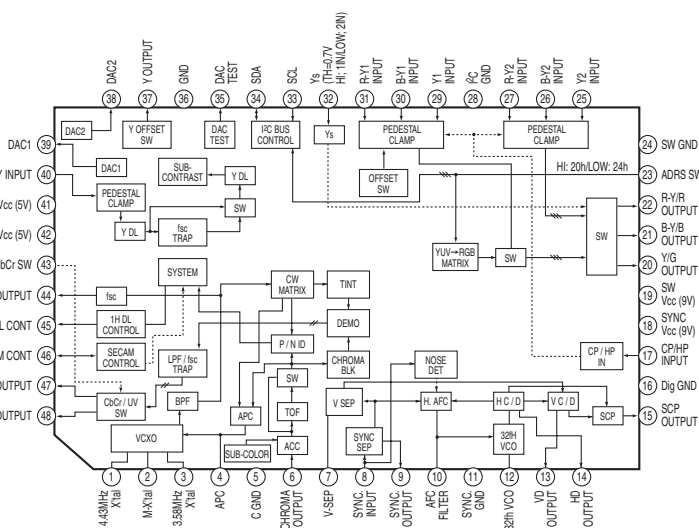 DAC2
Y OUTPUT
GND
DAC
TEST
SDA
SCL
Ys
(TH=0.7V
HI; 1IN/LOW; 2IN)
R-Y1
INPUT
B-Y1
INPUT
Y1
INPUT
I²C
GND
R-Y2
INPUT
B-Y2
INPUT
Y2
INPUT
38
37
36
35
34
33
32
31
30
29
28
27
26
25
DAC2
Y OFFSET
SW
DAC
TEST
I²C BUS
CONTROL
Ys
PEDESTAL
CLAMP
PEDESTAL
CLAMP
DAC1
39
DAC1
Y INPUT
40
Vcc (5V)
41
Vcc (5V)
42
bCr SW
43
OUTPUT
44
L CONT
45
M CONT
46
OUTPUT
47
OUTPUT
48
PEDESTAL
CLAMP
SUB-
CONTRAST
Y DL
SW
Y DL
fsc
TRAP
OFFSET
SW
HI: 20h/LOW: 24h
YUV→RGB
MATRIX
SW
SW
24
SW GND
23
ADRS SW
22
R-Y/R
OUTPUT
21
B-Y/B
OUTPUT
20
Y/G
OUTPUT
19
SW
Vcc (9V)
18
SYNC
Vcc (9V)
17
CP/HP
INPUT
16
Dig GND
15
SCP
OUTPUT
SYSTEM
fsc
1H DL
CONTROL
SECAM
CONTROL
LPF / fsc
TRAP
CbCr / UV
SW
BPF
VCXO
CW
MATRIX
TINT
DEMO
P / N ID
CHROMA
BLK
SW
TOF
APC
ACC
SUB-COLOR
NOSE
DET
CP / HP
IN
V SEP
H. AFC
H C / D
V C / D
SCP
SYNC
SEP
32fH
VCO
1
2
3
4
5
6
7
8
9
10
11
12
13
14
4.43MHz
X'tal
M-X'tal
3.58MHz
X'tal
APC
C GND
CHROMA
OUTPUT
V-SEP
SYNC.
INPUT
SYNC.
OUTPUT
AFC
FILTER
SYNC.
GND
32fh VCO
VD
OUTPUT
HD
OUTPUT